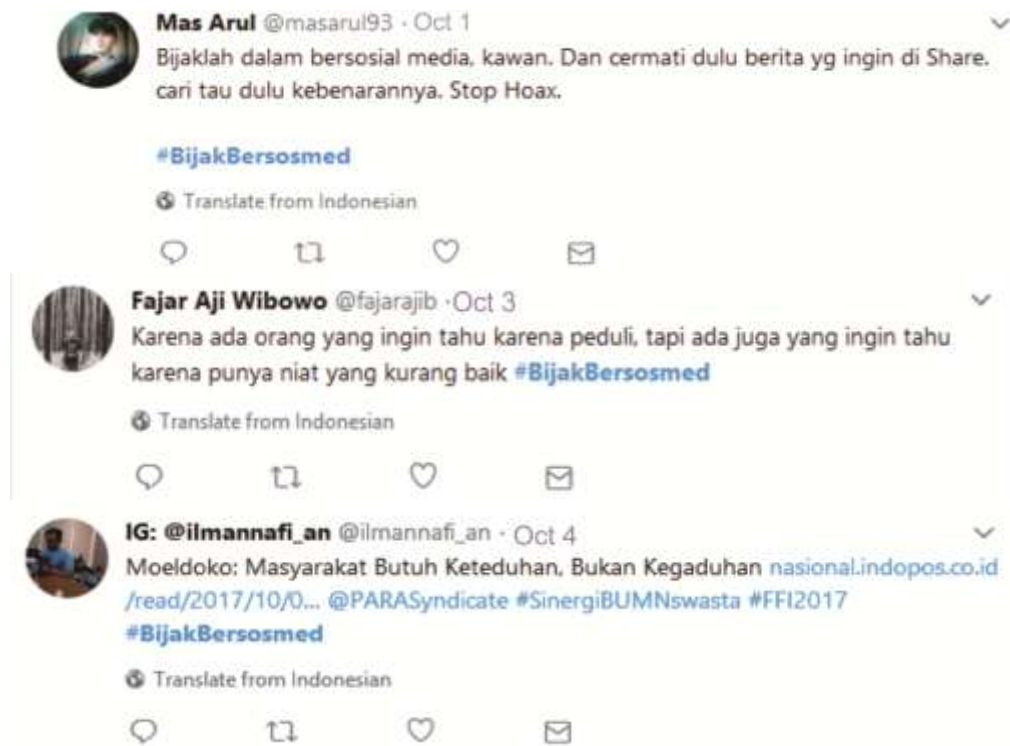 Mas Arul @masarul93 · Oct 1
Bijaklah dalam bersosial media, kawan. Dan cermati dulu berita yg ingin di Share.
cari tau dulu kebenarannya. Stop Hoax.
#BijakBersosmed
Translate from Indonesian
Fajar Aji Wibowo @fajarajib ·Oct 3
Karena ada orang yang ingin tahu karena peduli, tapi ada juga yang ingin tahu
karena punya niat yang kurang baik #BijakBersosmed
Translate from Indonesian
IG: @ilmannafi_an @ilmannafi_an · Oct 4
Moeldoko: Masyarakat Butuh Keteduhan, Bukan Kegaduhan nasional.indopos.co.id
/read/2017/10/0... @PARASyndicate #SinergiBUMNswasta #FFI2017
#BijakBersosmed
Translate from Indonesian